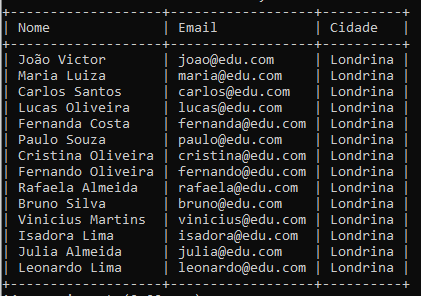 +-------------------+------------------+----------+
| Nome              | Email            | Cidade   |
+-------------------+------------------+----------+
| João Victor       | joao@edu.com     | Londrina |
| Maria Luiza       | maria@edu.com    | Londrina |
| Carlos Santos     | carlos@edu.com   | Londrina |
| Lucas Oliveira    | lucas@edu.com    | Londrina |
| Fernanda Costa    | fernanda@edu.com | Londrina |
| Paulo Souza       | paulo@edu.com    | Londrina |
| Cristina Oliveira | cristina@edu.com | Londrina |
| Fernando Oliveira | fernando@edu.com | Londrina |
| Rafaela Almeida   | rafaela@edu.com  | Londrina |
| Bruno Silva       | bruno@edu.com    | Londrina |
| Vinicius Martins  | vinicius@edu.com | Londrina |
| Isadora Lima      | isadora@edu.com  | Londrina |
| Julia Almeida     | julia@edu.com    | Londrina |
| Leonardo Lima     | leonardo@edu.com | Londrina |
+-------------------+------------------+----------+